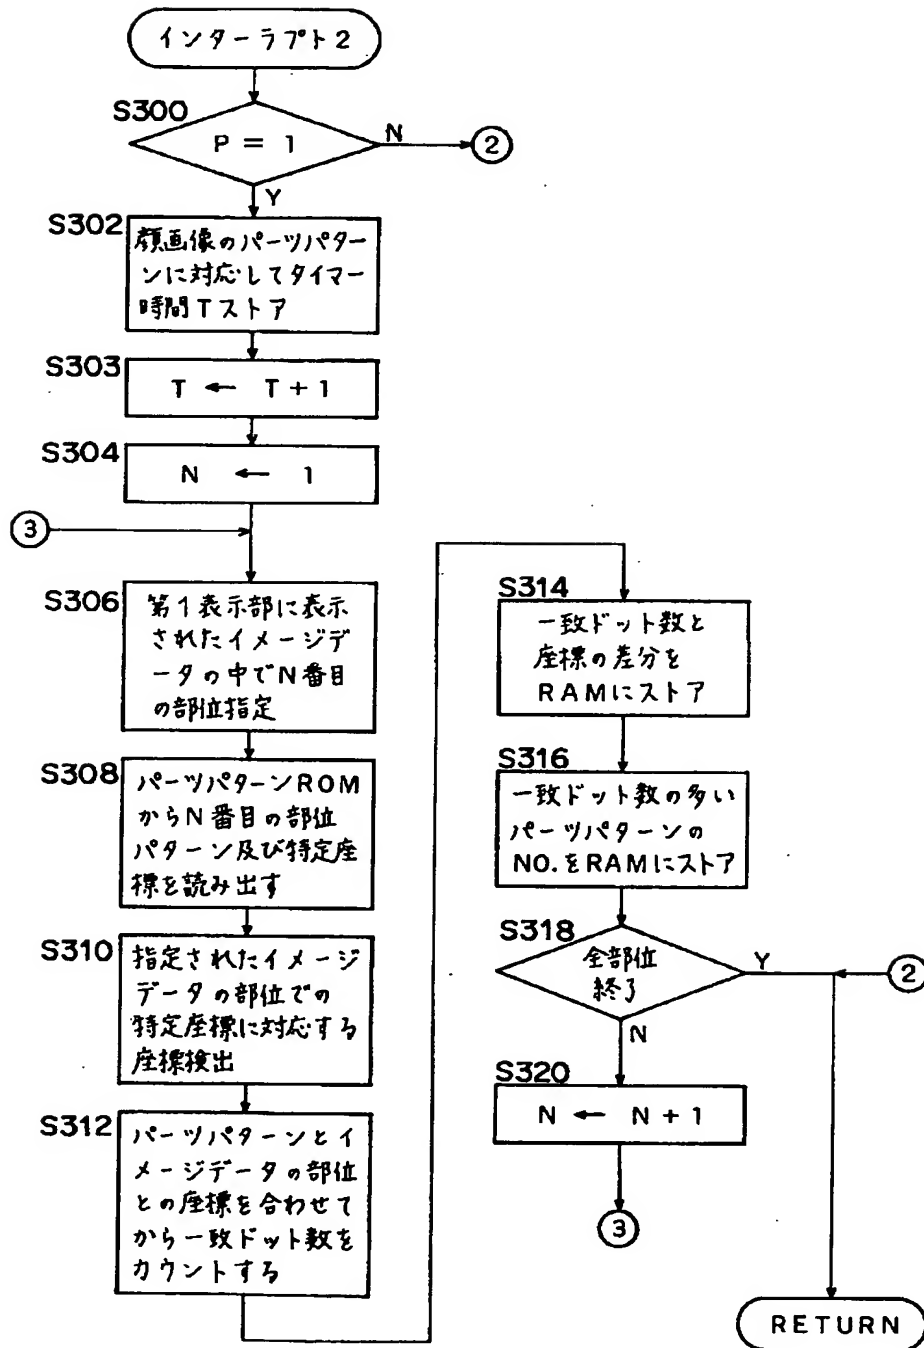 インターラプト2
S300
P = 1
N
②
Y
S302
顔画像のパーツパター
ンに対応してタイマー
時間Tストア
S303
T ← T+1
S304
N ← 1
③
S306
第1表示部に表示
されたイメージデ
ータの中でN番目
の部位指定
S308
パーツパターンROM
からN番目の部位
パターン及び特定座
標を読み出す
S310
指定されたイメージ
データの部位での
特定座標に対応する
座標検出
S312
パーツパターンとイ
メージデータの部位
との座標を合わせて
から一致ドット数を
カウントする
S314
一致ドット数と
座標の差分を
RAMにストア
S316
一致ドット数の多い
パーツパターンの
NO.をRAMにストア
S318
全部位
終了
Y
②
N
S320
N ← N+1
③
RETURN